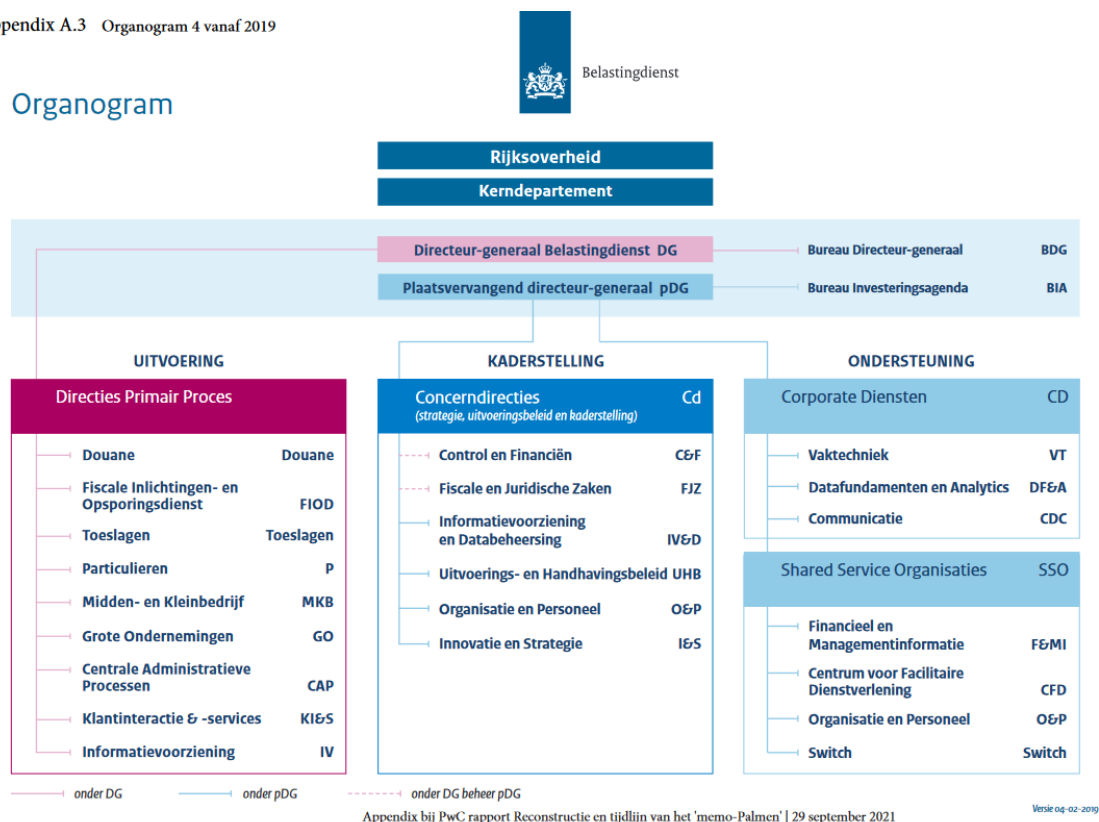 ppendix A.3 Organogram 4 vanaf 2019
Belastingdienst
Organogram
Rijksoverheid
Kerndepartement
Directeur-generaal Belastingdienst DG
Bureau Directeur-generaal BDG
Plaatsvervangend directeur-generaal pDG
Bureau Investeringsagenda BIA
UITVOERING
Directies Primair Proces
Douane Douane
Fiscale Inlichtingen- en
Opsporingsdienst FIOD
Toeslagen Toeslagen
Particulieren P
Midden- en Kleinbedrijf MKB
Grote Ondernemingen GO
Centrale Administratieve
Processen CAP
Klantinteractie & -services KI&S
Informatievoorziening IV
KADERSTELLING
Concerndirecties Cd
(strategie, uitvoeringsbeleid en kaderstelling)
Control en Financiën C&F
Fiscale en Juridische Zaken FJZ
Informatievoorziening
en Databeheersing IV&D
Uitvoerings- en Handhavingsbeleid UHB
Organisatie en Personeel O&P
Innovatie en Strategie I&S
ONDERSTEUNING
Corporate Diensten CD
Vaktechniek VT
Datafundamenten en Analytics DF&A
Communicatie CDC
Shared Service Organisaties SSO
Financieel en
Managementinformatie F&MI
Centrum voor Facilitaire
Dienstverlening CFD
Organisatie en Personeel O&P
Switch Switch
onder DG onder pDG onder DG beheer pDG
Versie 04-02-2019
Appendix bij PwC rapport Reconstructie en tijdlijn van het 'memo-Palmen' | 29 september 2021